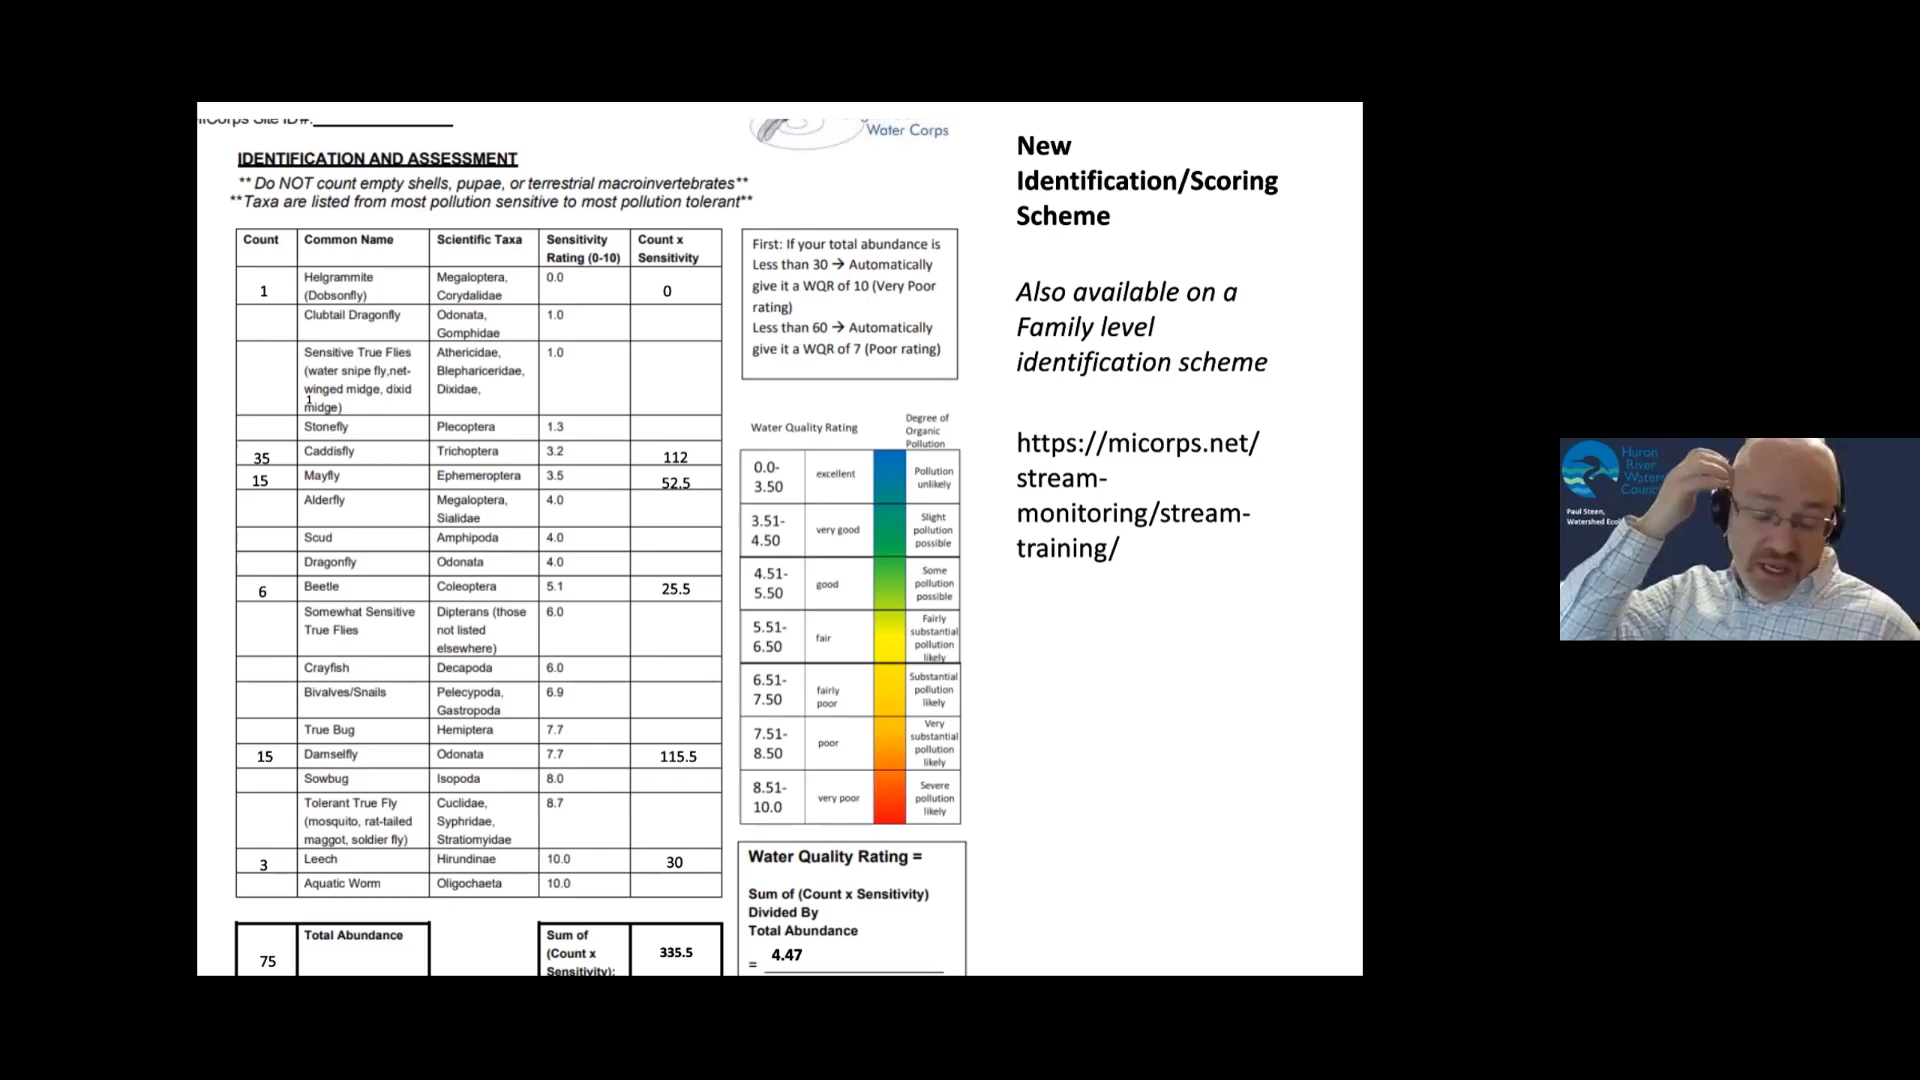 MiCorps Site ID#:
Water Corps
IDENTIFICATION AND ASSESSMENT
** Do NOT count empty shells, pupae, or terrestrial macroinvertebrates**
**Taxa are listed from most pollution sensitive to most pollution tolerant**
Count Common Name Scientific Taxa Sensitivity Rating (0-10) Count x Sensitivity
1 Helgrammite (Dobsonfly) Megaloptera, Corydalidae 0.0 0
Clubtail Dragonfly Odonata, Gomphidae 1.0
Sensitive True Flies (water snipe fly,net-winged midge, dixid midge) Athericidae, Blephariceridae, Dixidae, 1.0
1
Stonefly Plecoptera 1.3
35 Caddisfly Trichoptera 3.2 112
15 Mayfly Ephemeroptera 3.5 52.5
Alderfly Megaloptera, Sialidae 4.0
Scud Amphipoda 4.0
Dragonfly Odonata 4.0
6 Beetle Coleoptera 5.1 25.5
Somewhat Sensitive True Flies Dipterans (those not listed elsewhere) 6.0
Crayfish Decapoda 6.0
Bivalves/Snails Pelecypoda, Gastropoda 6.9
True Bug Hemiptera 7.7
15 Damselfly Odonata 7.7 115.5
Sowbug Isopoda 8.0
Tolerant True Fly (mosquito, rat-tailed maggot, soldier fly) Cuclidae, Syphridae, Stratiomyidae 8.7
3 Leech Hirundinae 10.0 30
Aquatic Worm Oligochaeta 10.0
75 Total Abundance Sum of (Count x Sensitivity): 335.5
First: If your total abundance is
Less than 30 → Automatically
give it a WQR of 10 (Very Poor
rating)
Less than 60 → Automatically
give it a WQR of 7 (Poor rating)
Water Quality Rating Degree of Organic Pollution
0.0-3.50 excellent Pollution unlikely
3.51-4.50 very good Slight pollution possible
4.51-5.50 good Some pollution possible
5.51-6.50 fair Fairly substantial pollution likely
6.51-7.50 fairly poor Substantial pollution likely
7.51-8.50 poor Very substantial pollution likely
8.51-10.0 very poor Severe pollution likely
Water Quality Rating =
Sum of (Count x Sensitivity)
Divided By
Total Abundance
= 4.47
New
Identification/Scoring
Scheme
Also available on a
Family level
identification scheme
https://micorps.net/
stream-
monitoring/stream-
training/
Huron
River
Council
Paul Steen,
Watershed